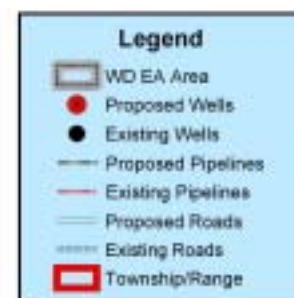 Legend
WD EA Area
Proposed Wells
Existing Wells
Proposed Pipelines
Existing Pipelines
Proposed Roads
Existing Roads
Township/Range